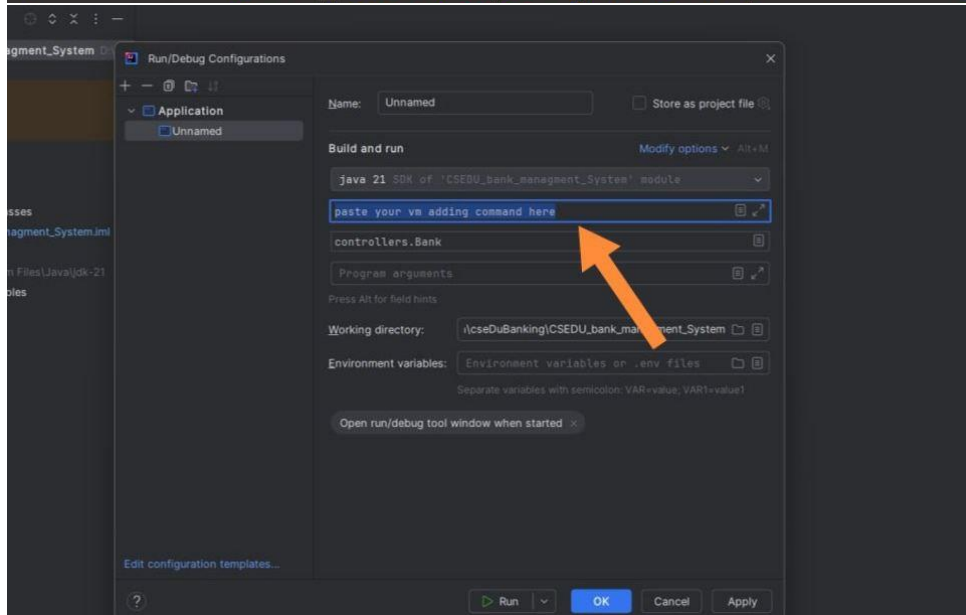 agment_System D:\
Run/Debug Configurations
Application
Unnamed
Name: Unnamed
Store as project file
Build and run
Modify options Alt+M
java 21 SDK of 'CSEDU_bank_manegment_System' module
paste your vm adding command here
controllers.Bank
Program arguments
Press Alt for field hints
Working directory: \cseDuBanking\CSEDU_bank_man ment_System
Environment variables: Environment variables or .env files
Separate variables with semicolon: VAR=value; VAR1=value1
Open run/debug tool window when started
asses
nagment_System.iml
m Files\Java\jdk-21
oles
Edit configuration templates...
? Run OK Cancel Apply